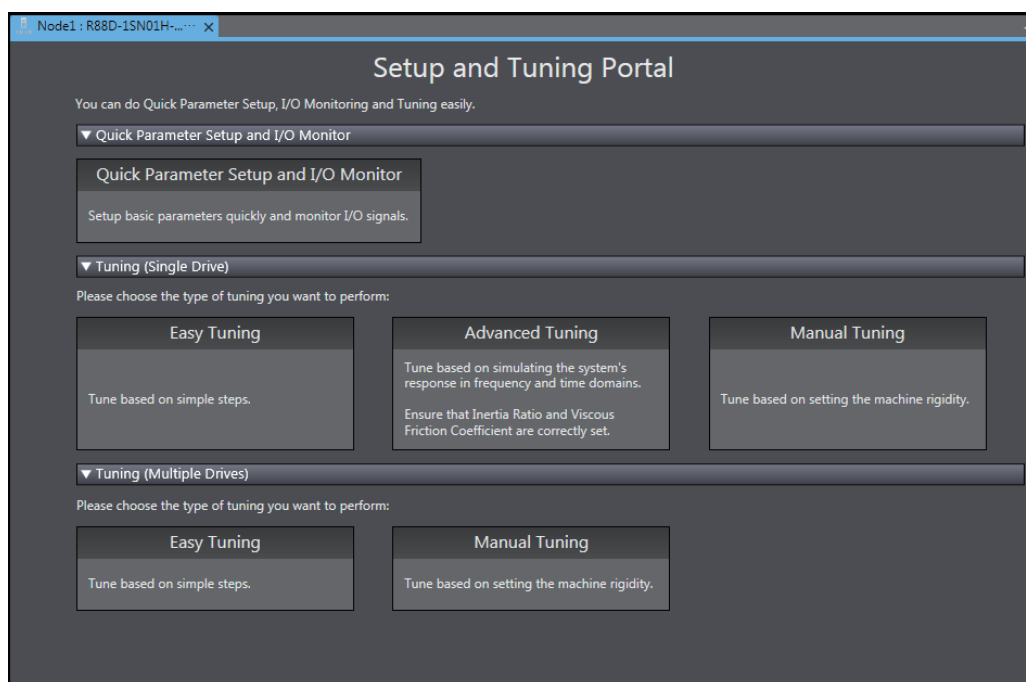 Node1 : R88D-1SN01H-...··· ×
Setup and Tuning Portal
You can do Quick Parameter Setup, I/O Monitoring and Tuning easily.
▼ Quick Parameter Setup and I/O Monitor
Quick Parameter Setup and I/O Monitor
Setup basic parameters quickly and monitor I/O signals.
▼ Tuning (Single Drive)
Please choose the type of tuning you want to perform:
Easy Tuning
Tune based on simple steps.
Advanced Tuning
Tune based on simulating the system's
response in frequency and time domains.
Ensure that Inertia Ratio and Viscous
Friction Coefficient are correctly set.
Manual Tuning
Tune based on setting the machine rigidity.
▼ Tuning (Multiple Drives)
Please choose the type of tuning you want to perform:
Easy Tuning
Tune based on simple steps.
Manual Tuning
Tune based on setting the machine rigidity.